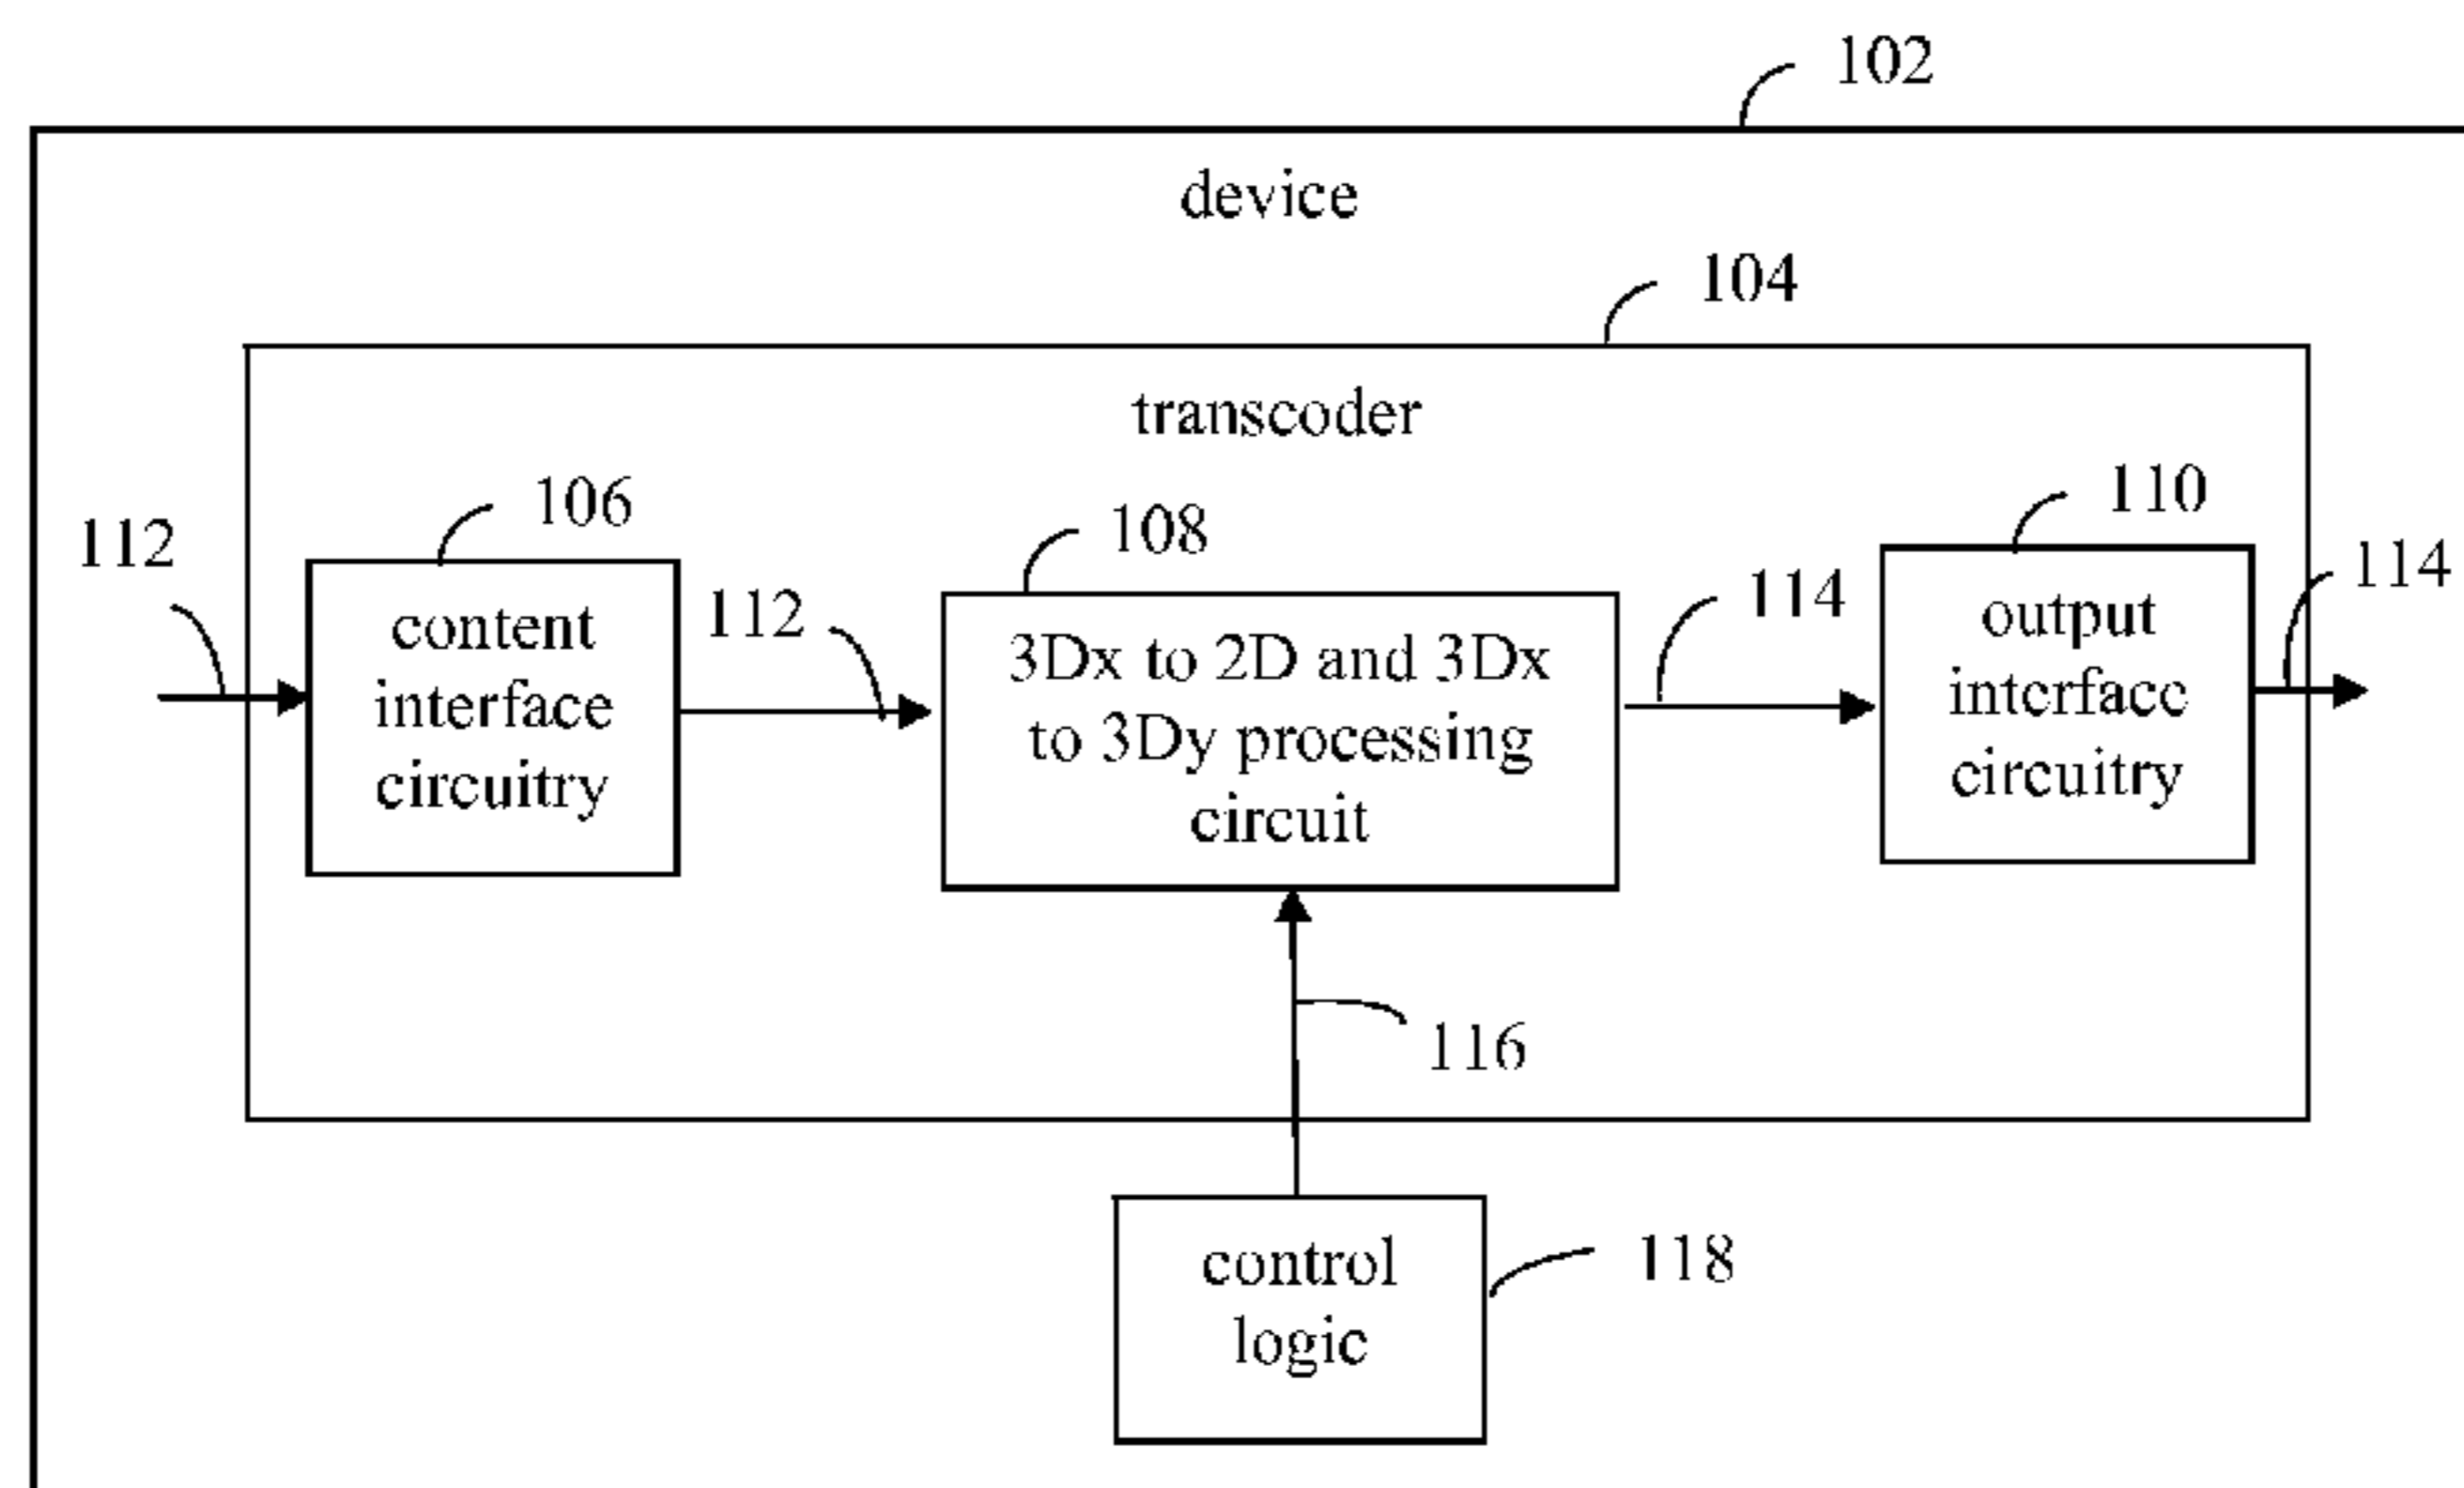 102
device
104
transcoder
106
108
110
112
112
114
114
content
interface
circuitry
3Dx to 2D and 3Dx
to 3Dy processing
circuit
output
interface
circuitry
116
control
logic
118